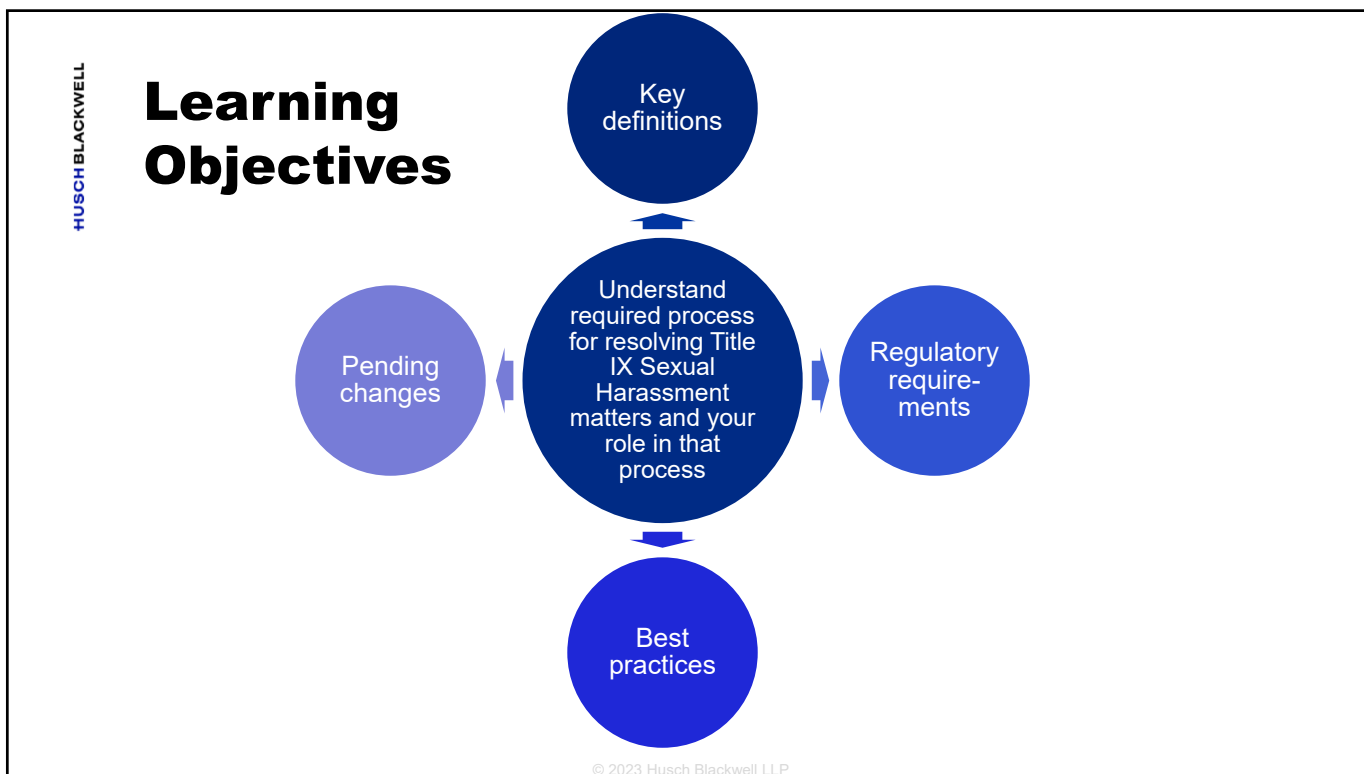 HUSCH BLACKWELL
Learning
Objectives
Key
definitions
Understand
required process
for resolving Title
IX Sexual
Harassment
matters and your
role in that
process
Pending
changes
Regulatory
require-
ments
Best
practices
© 2023 Husch Blackwell LLP